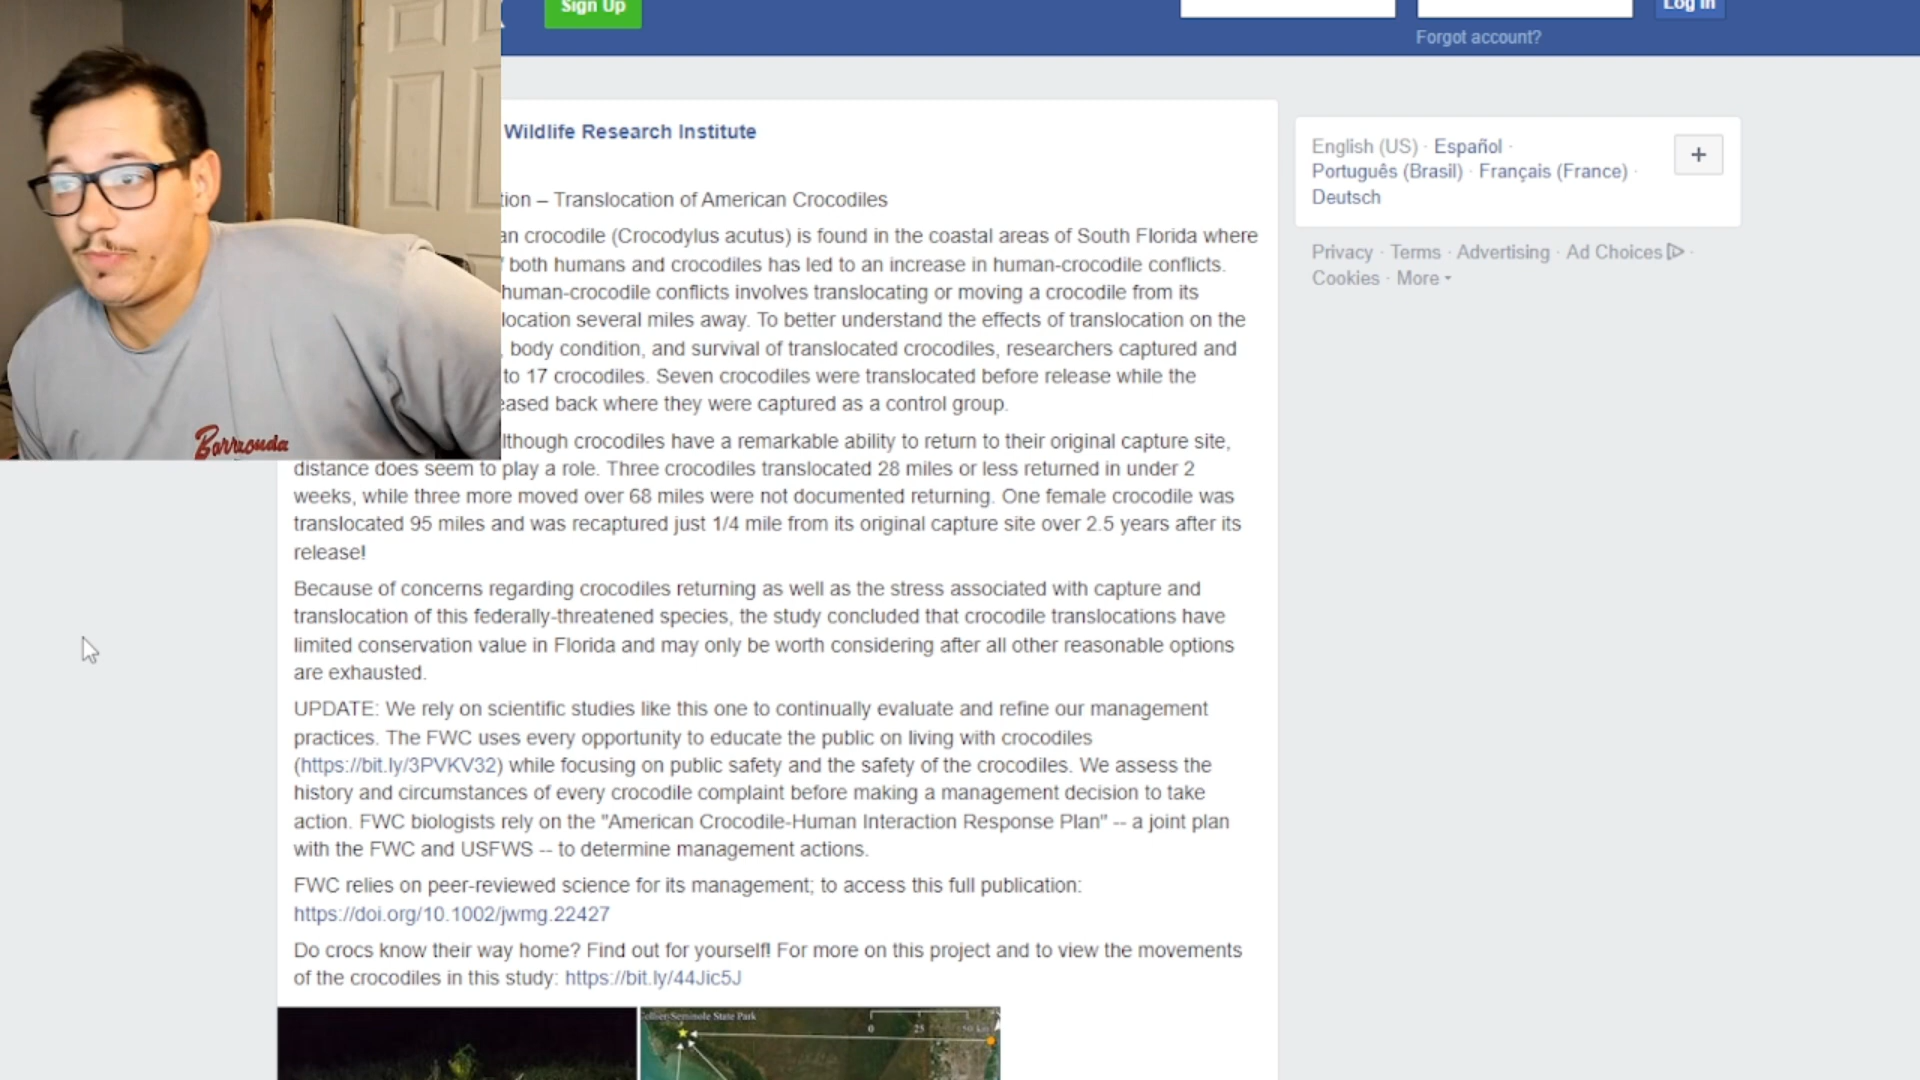 Sign Up
Log In
Forgot account?
Wildlife Research Institute
tion – Translocation of American Crocodiles
an crocodile (Crocodylus acutus) is found in the coastal areas of South Florida where
both humans and crocodiles has led to an increase in human-crocodile conflicts.
human-crocodile conflicts involves translocating or moving a crocodile from its
location several miles away. To better understand the effects of translocation on the
, body condition, and survival of translocated crocodiles, researchers captured and
to 17 crocodiles. Seven crocodiles were translocated before release while the
eased back where they were captured as a control group.
lthough crocodiles have a remarkable ability to return to their original capture site,
distance does seem to play a role. Three crocodiles translocated 28 miles or less returned in under 2
weeks, while three more moved over 68 miles were not documented returning. One female crocodile was
translocated 95 miles and was recaptured just 1/4 mile from its original capture site over 2.5 years after its
release!
Because of concerns regarding crocodiles returning as well as the stress associated with capture and
translocation of this federally-threatened species, the study concluded that crocodile translocations have
limited conservation value in Florida and may only be worth considering after all other reasonable options
are exhausted.
UPDATE: We rely on scientific studies like this one to continually evaluate and refine our management
practices. The FWC uses every opportunity to educate the public on living with crocodiles
(https://bit.ly/3PVKV32) while focusing on public safety and the safety of the crocodiles. We assess the
history and circumstances of every crocodile complaint before making a management decision to take
action. FWC biologists rely on the "American Crocodile-Human Interaction Response Plan" -- a joint plan
with the FWC and USFWS -- to determine management actions.
FWC relies on peer-reviewed science for its management; to access this full publication:
https://doi.org/10.1002/jwmg.22427
Do crocs know their way home? Find out for yourself! For more on this project and to view the movements
of the crocodiles in this study: https://bit.ly/44Jic5J
Collier-Seminole State Park
0 25 50 km
English (US) · Español ·
Português (Brasil) · Français (France) ·
Deutsch
+
Privacy · Terms · Advertising · Ad Choices ·
Cookies · More
Barracuda